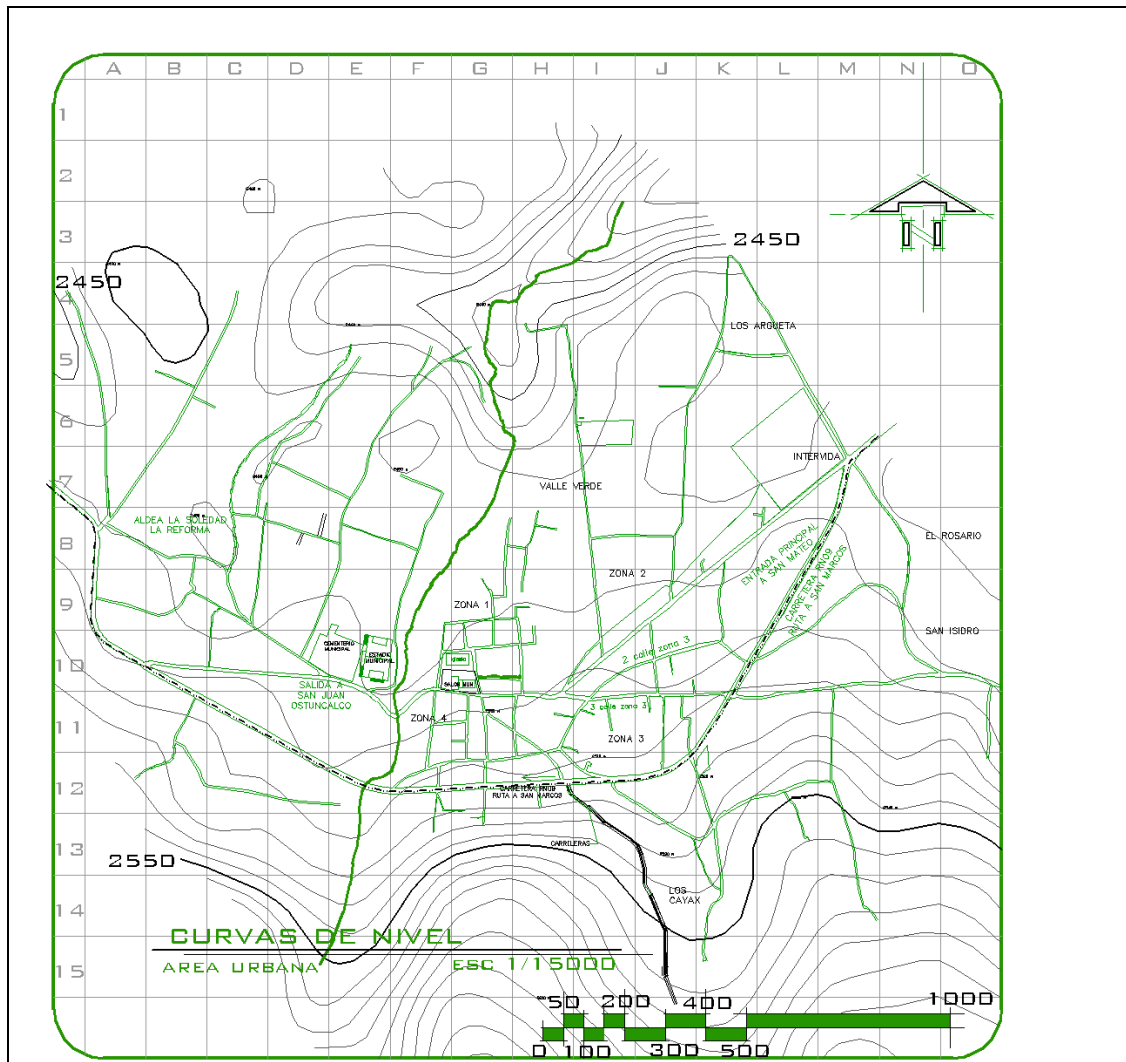 A B C D E F G H I J K L M N O
1
2
3
2450
2450
4
LOS ARGUETA
5
6
INTERVIDA
7
VALLE VERDE
ALDEA LA SOLEDAD
LA REFORMA
8
EL ROSARIO
ENTRADA PRINCIPAL
A SAN MATEO
CARRETERA RN09
RUTA A SAN MARCOS
ZONA 2
9
ZONA 1
SAN ISIDRO
CEMENTERIO
MUNICIPAL
ESTADIO
MUNICIPAL
2 calle zona 3
10
SALON MUN
SALIDA A
SAN JUAN
OSTUNCALCO
3 calle zona 3
11
ZONA 4
ZONA 3
12
CARRETERA RN09
RUTA A SAN MARCOS
13
CARRILERAS
2550
LOS
CAYAX
14
CURVAS DE NIVEL
AREA URBANA
ESC 1/15000
15
50 200 400 1000
0 100 300 500